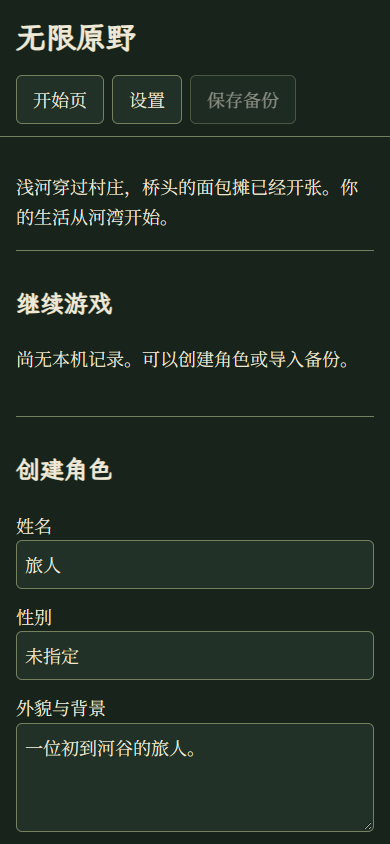 无限原野
开始页 设置 保存备份
浅河穿过村庄，桥头的面包摊已经开张。你
的生活从河湾开始。
继续游戏
尚无本机记录。可以创建角色或导入备份。
创建角色
姓名
旅人
性别
未指定
外貌与背景
一位初到河谷的旅人。